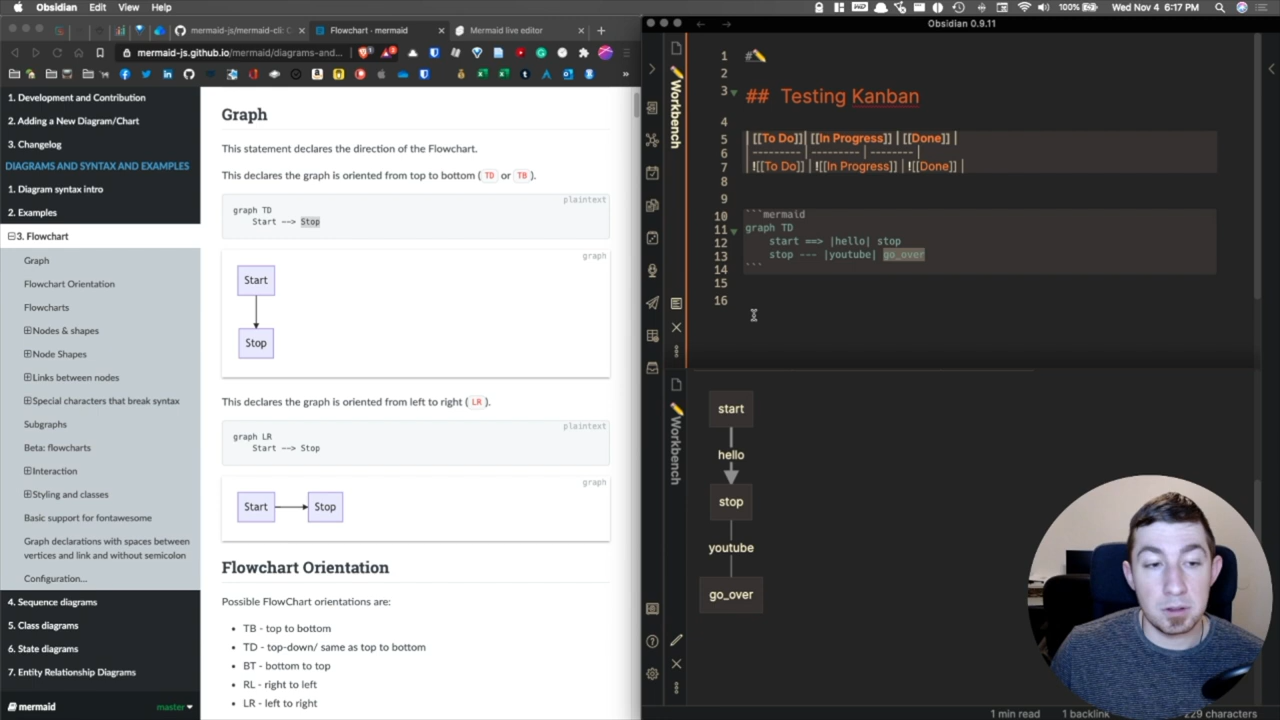 Obsidian Edit View Window Help
100% Wed Nov 4 6:17 PM
mermaid-js/mermaid-cli: C
Flowchart - mermaid
Mermaid live editor
mermaid-js.github.io/mermaid/diagrams-and...
1. Development and Contribution
2. Adding a New Diagram/Chart
3. Changelog
DIAGRAMS AND SYNTAX AND EXAMPLES
1. Diagram syntax intro
2. Examples
3. Flowchart
Graph
Flowchart Orientation
Flowcharts
Nodes & shapes
Node Shapes
Links between nodes
Special characters that break syntax
Subgraphs
Beta: flowcharts
Interaction
Styling and classes
Basic support for fontawesome
Graph declarations with spaces between
vertices and link and without semicolon
Configuration...
4. Sequence diagrams
5. Class diagrams
6. State diagrams
7. Entity Relationship Diagrams
mermaid master
Graph
This statement declares the direction of the Flowchart.
This declares the graph is oriented from top to bottom ( TD or TB ).
plaintext
graph TD
Start --> Stop
graph
Start
Stop
This declares the graph is oriented from left to right ( LR ).
plaintext
graph LR
Start --> Stop
graph
Start Stop
Flowchart Orientation
Possible FlowChart orientations are:
• TB - top to bottom
• TD - top-down/ same as top to bottom
• BT - bottom to top
• RL - right to left
• LR - left to right
Obsidian 0.9.11
Workbench
1 #✏️
2
3 ## Testing Kanban
4
5 | [[To Do]]| [[In Progress]] | [[Done]] |
6 | --------- | --------- | -------- |
7 | ![[To Do]] | ![[In Progress]] | ![[Done]] |
8
9
10 ```mermaid
11 graph TD
12 start ==> |hello| stop
13 stop --- |youtube| go_over
14 ```
15
16
Workbench
start
hello
stop
youtube
go_over
1 min read 1 backlink 229 characters